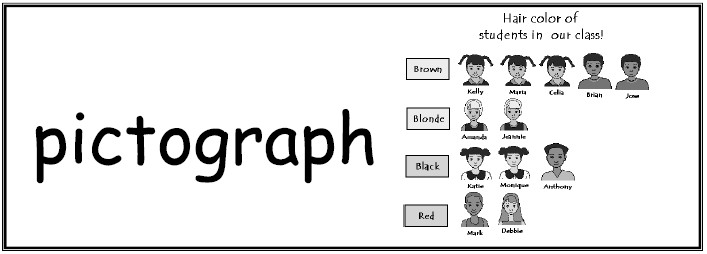 pictograph
Hair color of
students in our class!
Brown
Kelly Maria Celia Brian Jose
Blonde
Amanda Jeannie
Black
Katie Monique Anthony
Red
Mark Debbie